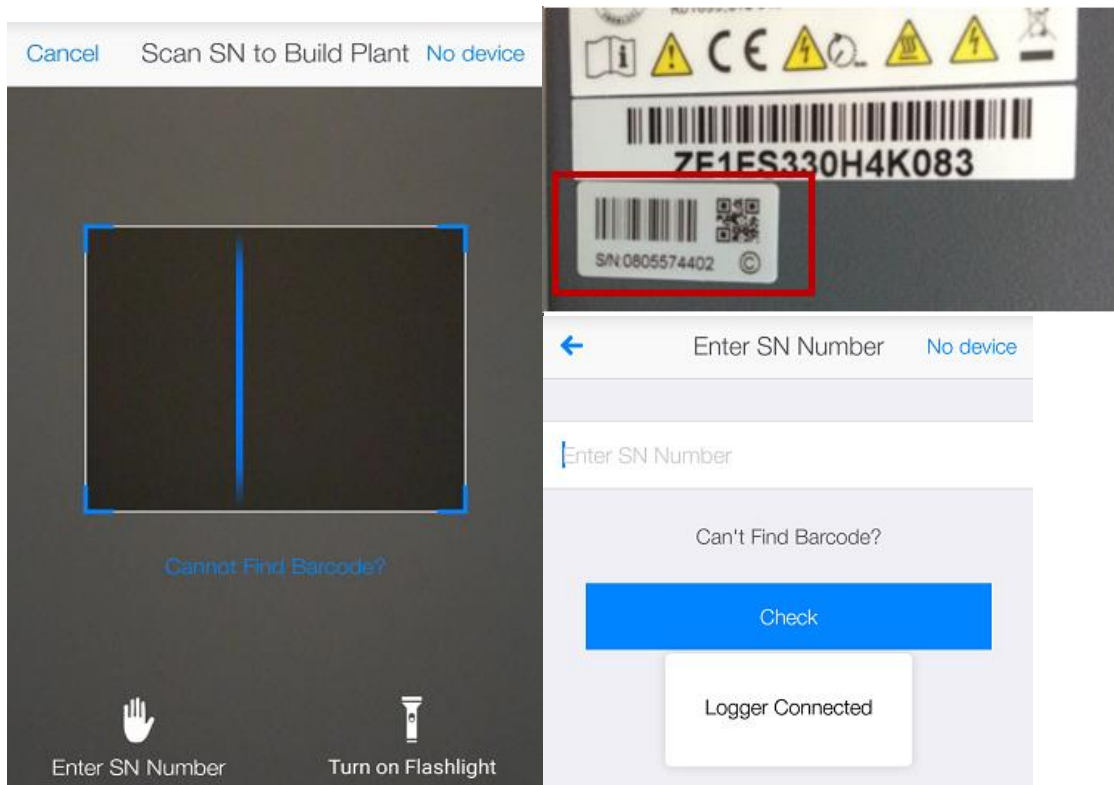 Cancel
Scan SN to Build Plant
No device
Cannot Find Barcode?
Enter SN Number
Turn on Flashlight
CE
ZE1ES330H4K083
S/N:0805574402
©
Enter SN Number
No device
Enter SN Number
Can't Find Barcode?
Check
Logger Connected